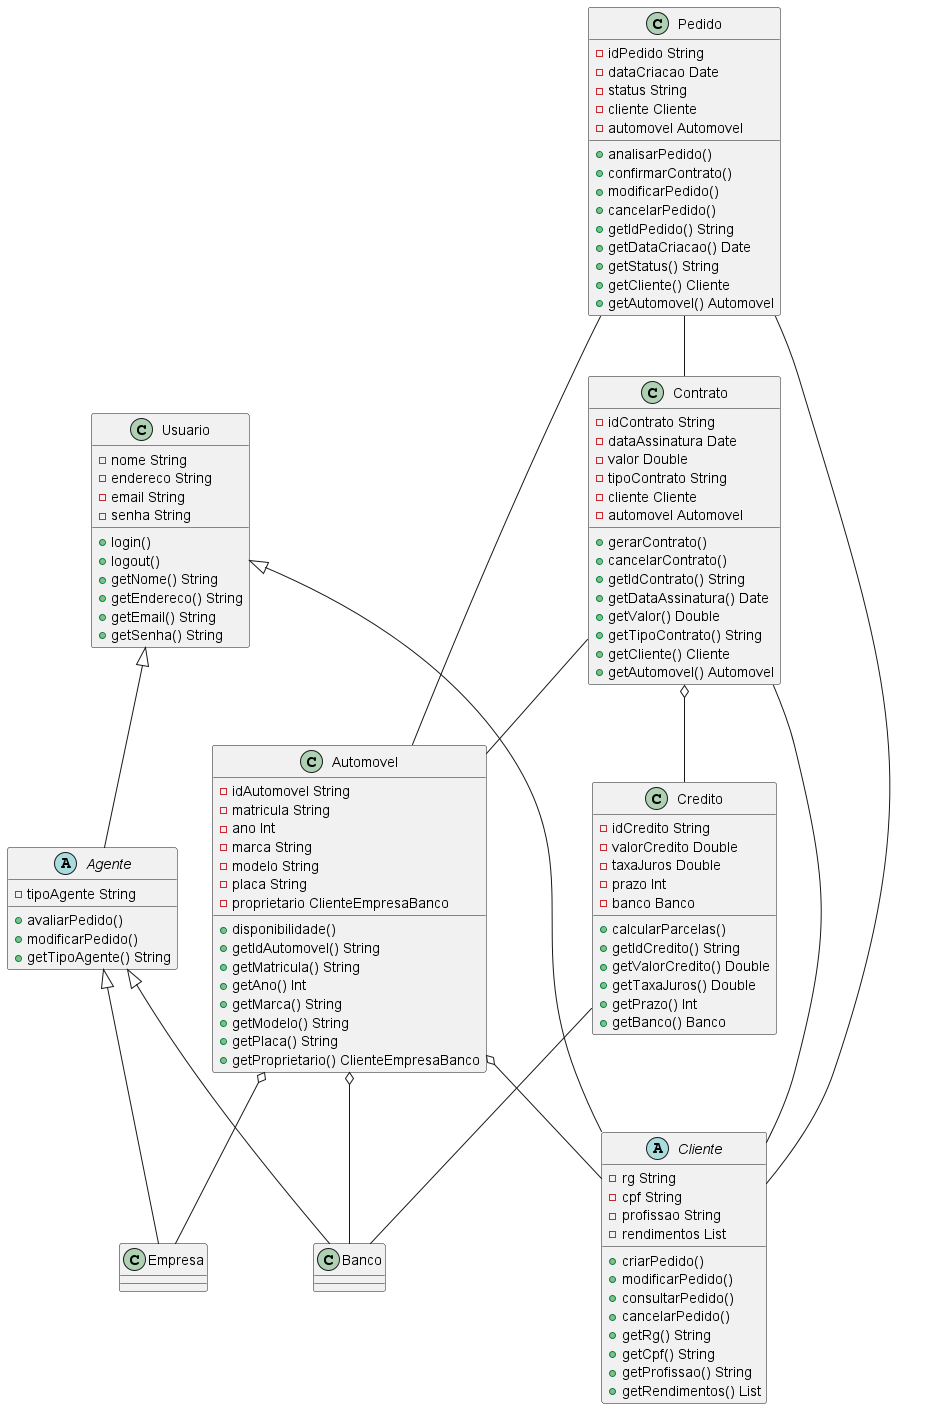 C Pedido
idPedido String
dataCriacao Date
status String
cliente Cliente
automovel Automovel
analisarPedido()
confirmarContrato()
modificarPedido()
cancelarPedido()
getIdPedido() String
getDataCriacao() Date
getStatus() String
getCliente() Cliente
getAutomovel() Automovel
C Contrato
idContrato String
dataAssinatura Date
valor Double
tipoContrato String
cliente Cliente
automovel Automovel
gerarContrato()
cancelarContrato()
getIdContrato() String
getDataAssinatura() Date
getValor() Double
getTipoContrato() String
getCliente() Cliente
getAutomovel() Automovel
C Usuario
nome String
endereco String
email String
senha String
login()
logout()
getNome() String
getEndereco() String
getEmail() String
getSenha() String
C Automovel
idAutomovel String
matricula String
ano Int
marca String
modelo String
placa String
proprietario ClienteEmpresaBanco
disponibilidade()
getIdAutomovel() String
getMatricula() String
getAno() Int
getMarca() String
getModelo() String
getPlaca() String
getProprietario() ClienteEmpresaBanco
C Credito
idCredito String
valorCredito Double
taxaJuros Double
prazo Int
banco Banco
calcularParcelas()
getIdCredito() String
getValorCredito() Double
getTaxaJuros() Double
getPrazo() Int
getBanco() Banco
A Agente
tipoAgente String
avaliarPedido()
modificarPedido()
getTipoAgente() String
C Empresa
C Banco
A Cliente
rg String
cpf String
profissao String
rendimentos List
criarPedido()
modificarPedido()
consultarPedido()
cancelarPedido()
getRg() String
getCpf() String
getProfissao() String
getRendimentos() List